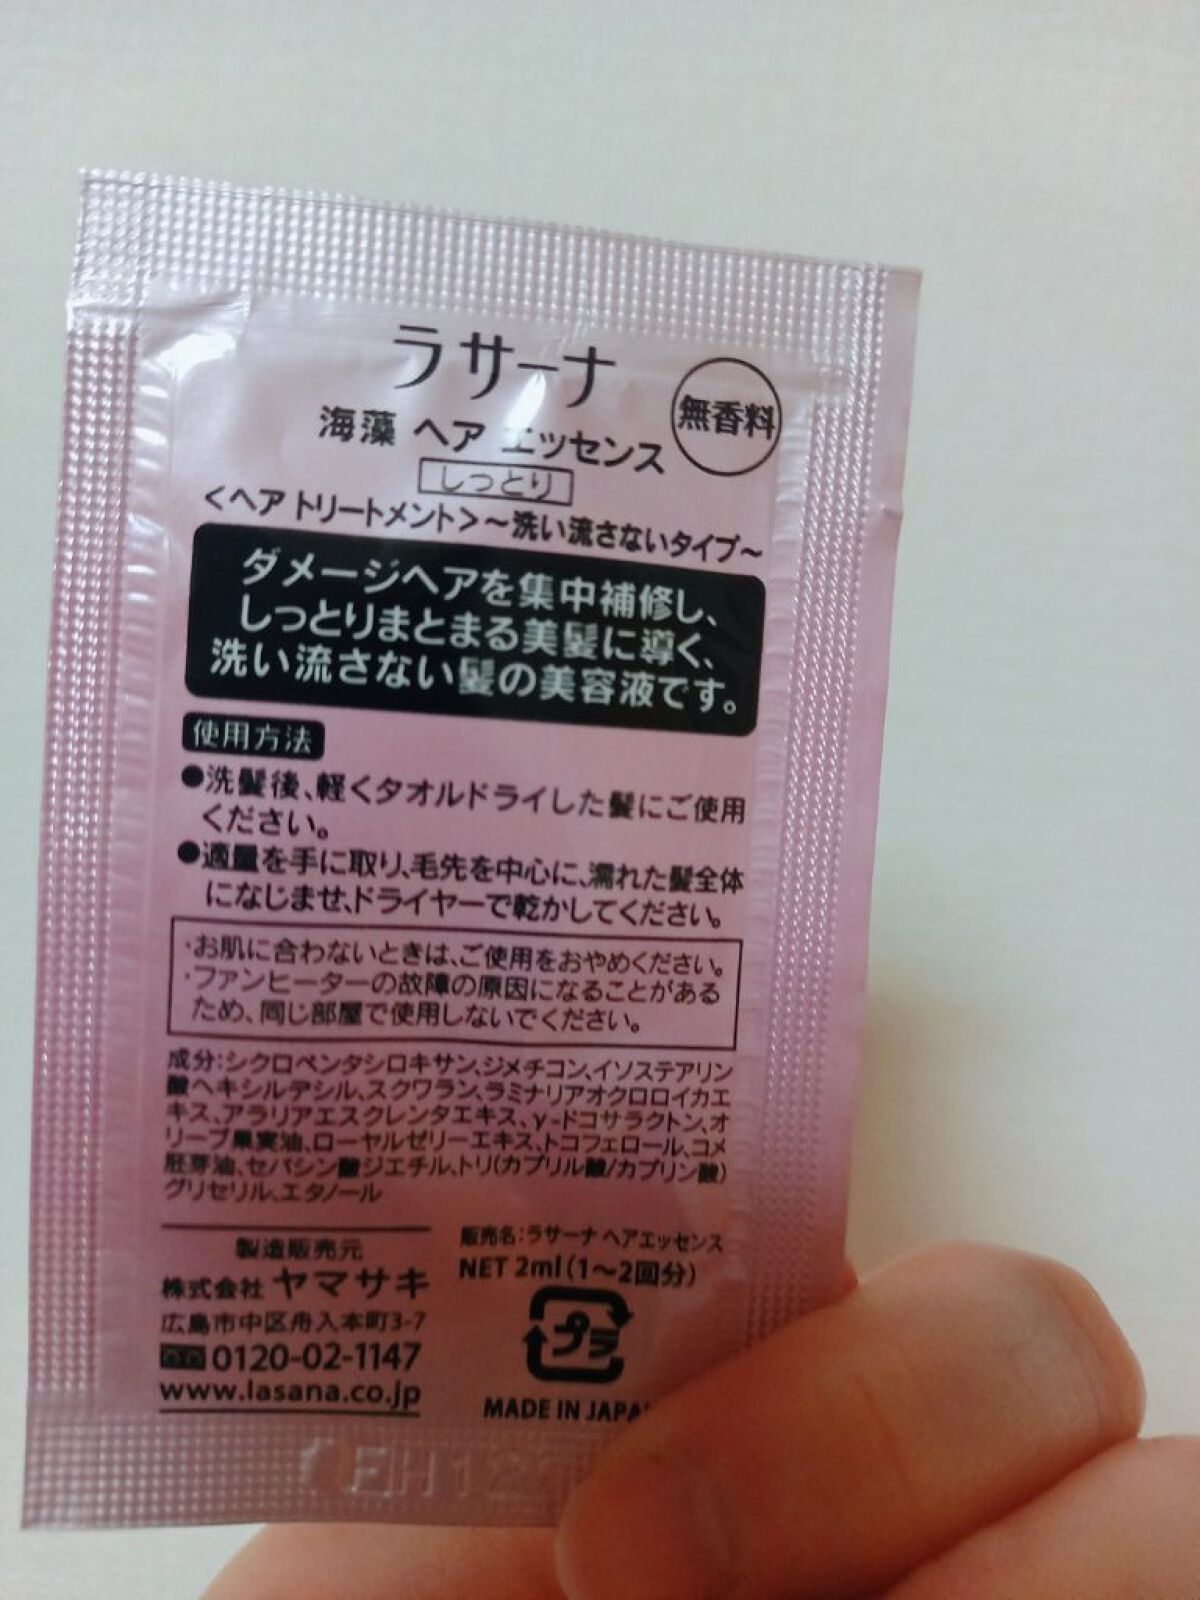 ラサーナ
無香料
海藻 ヘア エッセンス
しっとり
<ヘア トリートメント>～洗い流さないタイプ～
ダメージヘアを集中補修し、
しっとりまとまる美髪に導く、
洗い流さない髪の美容液です。
使用方法
●洗髪後、軽くタオルドライした髪にご使用
ください。
●適量を手に取り、毛先を中心に、濡れた髪全体
になじませ、ドライヤーで乾かしてください。
・お肌に合わないときは、ご使用をおやめください。
・ファンヒーターの故障の原因になることがある
ため、同じ部屋で使用しないでください。
成分:シクロペンタシロキサン、ジメチコン、イソステアリン
酸ヘキシルデシル、スクワラン、ラミナリアオクロロイカエ
キス、アラリアエスクレンタエキス、γ-ドコサラクトン、オ
リーブ果実油、ローヤルゼリーエキス、トコフェロール、コメ
胚芽油、セバシン酸ジエチル、トリ(カプリル酸/カプリン酸)
グリセリル、エタノール
製造販売元
株式会社 ヤマサキ
広島市中区舟入本町3-7
0120-02-1147
www.lasana.co.jp
販売名:ラサーナ ヘアエッセンス
NET 2ml(1～2回分)
プラ
MADE IN JAPA